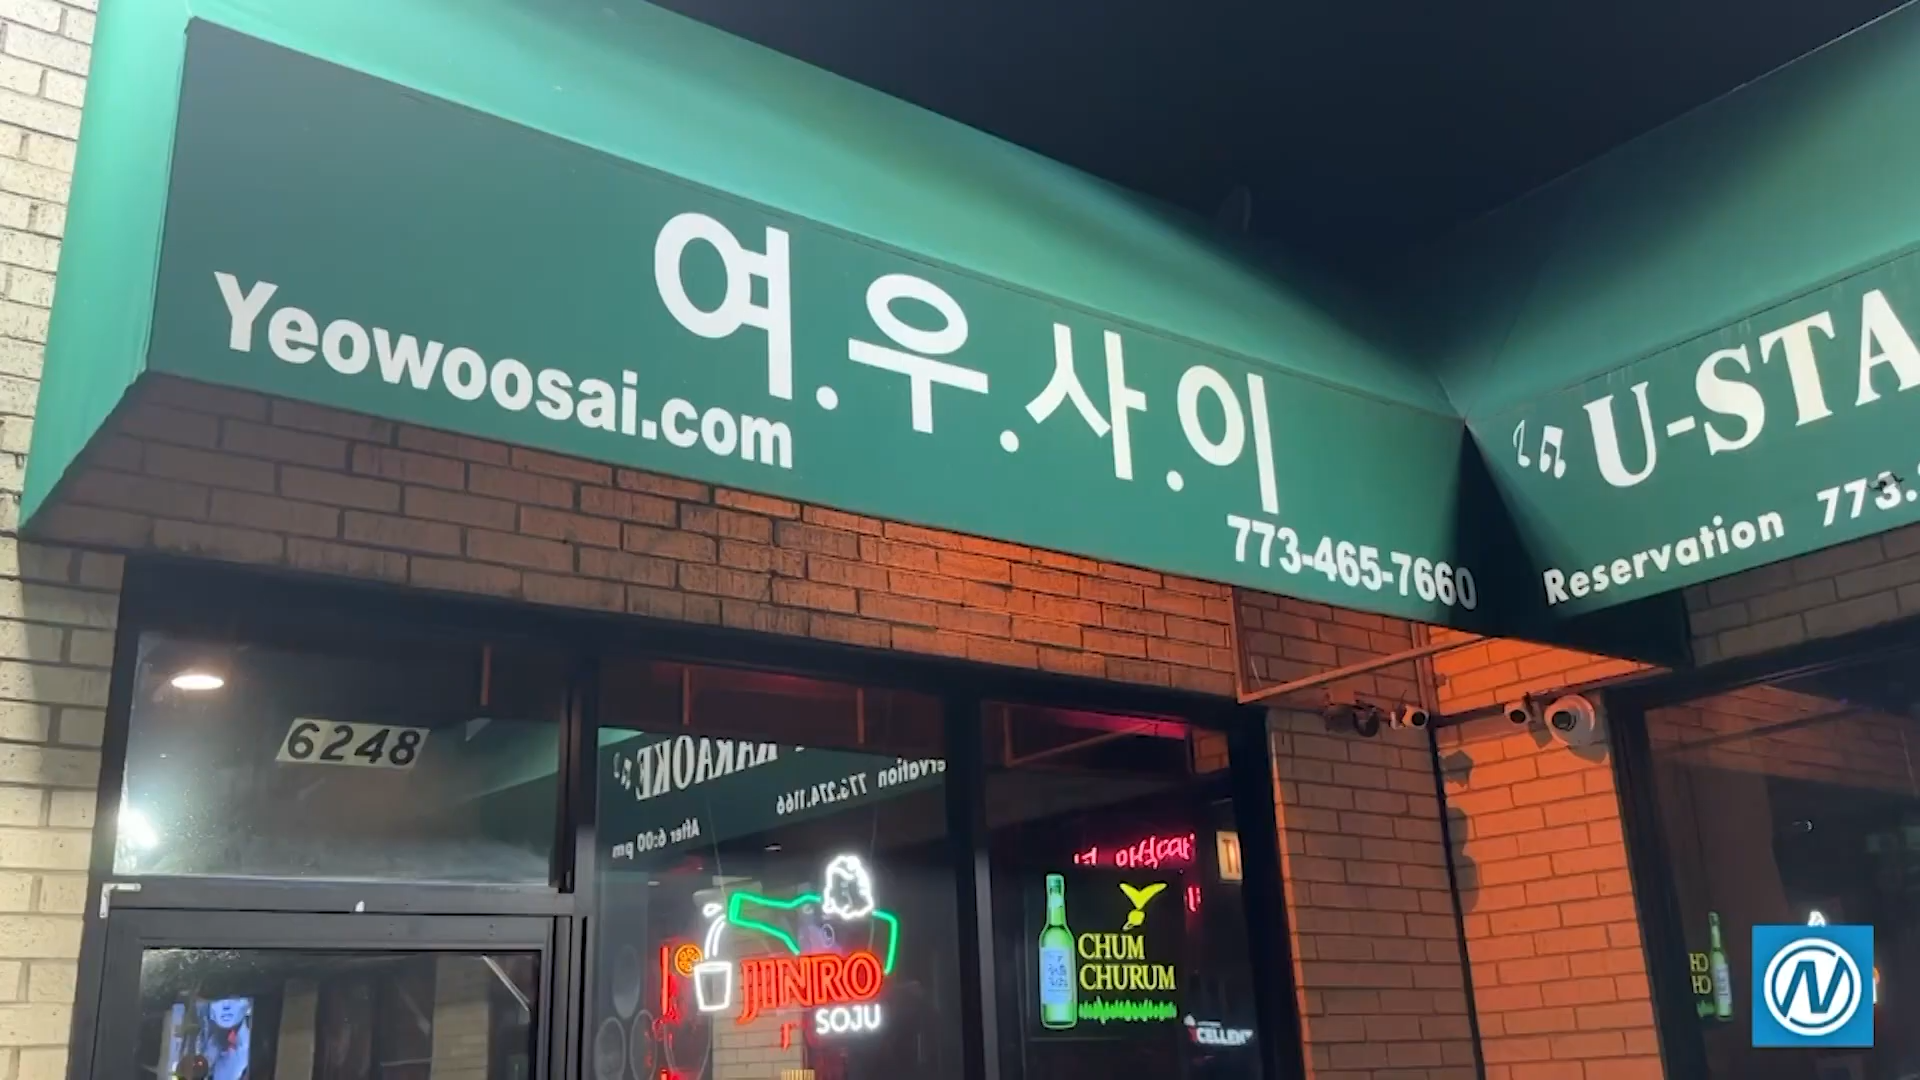 여.우.사.이
Yeowoosai.com
773-465-7660
U-STA
Reservation 773.
6248
KARAOKE
ervation 773.274.1166
After 6:00 pm
JINRO
SOJU
CHUM
CHURUM
N